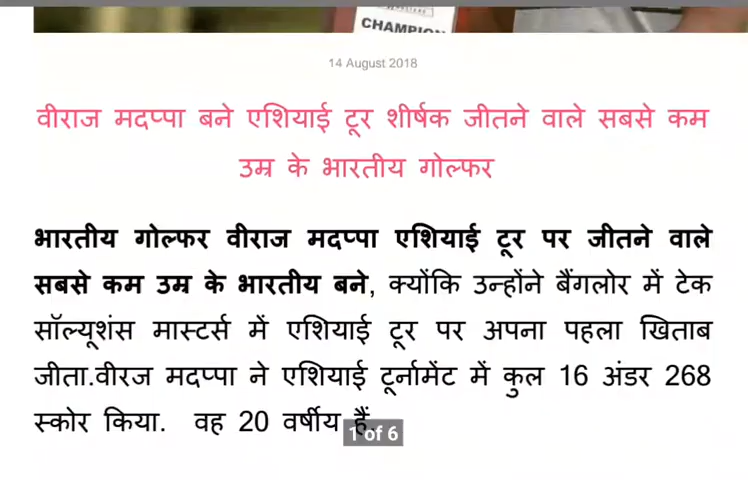 CHAMPION
14 August 2018
वीराज मदप्पा बने एशियाई टूर शीर्षक जीतने वाले सबसे कम
उम्र के भारतीय गोल्फर
भारतीय गोल्फर वीराज मदप्पा एशियाई टूर पर जीतने वाले
सबसे कम उम्र के भारतीय बने, क्योंकि उन्होंने बैंगलोर में टेक
सॉल्यूशंस मास्टर्स में एशियाई टूर पर अपना पहला खिताब
जीता.वीरज मदप्पा ने एशियाई टूर्नामेंट में कुल 16 अंडर 268
स्कोर किया. वह 20 वर्षीय हैं.
1 of 6